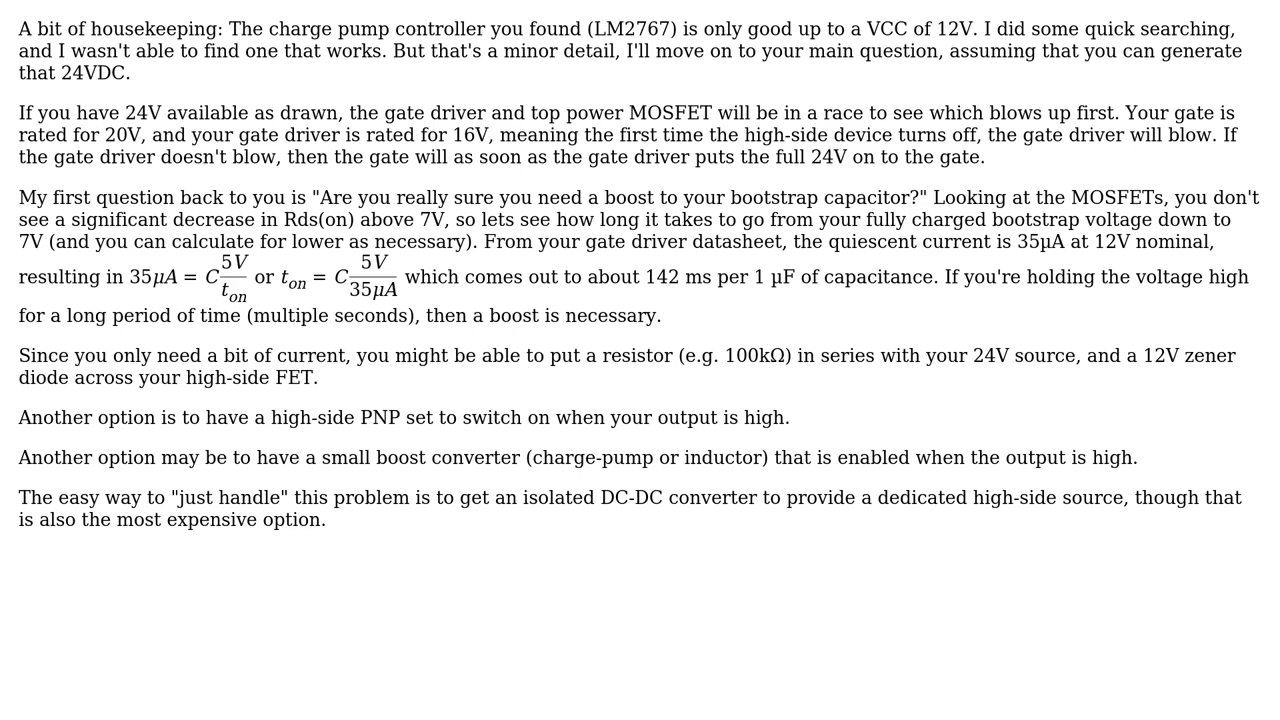 A bit of housekeeping: The charge pump controller you found (LM2767) is only good up to a VCC of 12V. I did some quick searching,
and I wasn't able to find one that works. But that's a minor detail, I'll move on to your main question, assuming that you can generate
that 24VDC.
If you have 24V available as drawn, the gate driver and top power MOSFET will be in a race to see which blows up first. Your gate is
rated for 20V, and your gate driver is rated for 16V, meaning the first time the high-side device turns off, the gate driver will blow. If
the gate driver doesn't blow, then the gate will as soon as the gate driver puts the full 24V on to the gate.
My first question back to you is "Are you really sure you need a boost to your bootstrap capacitor?" Looking at the MOSFETs, you don't
see a significant decrease in Rds(on) above 7V, so lets see how long it takes to go from your fully charged bootstrap voltage down to
7V (and you can calculate for lower as necessary). From your gate driver datasheet, the quiescent current is 35µA at 12V nominal,
resulting in $35\mu A = C\frac{5V}{t_{on}}$ or $t_{on} = C\frac{5V}{35\mu A}$ which comes out to about 142 ms per 1 µF of capacitance. If you're holding the voltage high
for a long period of time (multiple seconds), then a boost is necessary.
Since you only need a bit of current, you might be able to put a resistor (e.g. 100kΩ) in series with your 24V source, and a 12V zener
diode across your high-side FET.
Another option is to have a high-side PNP set to switch on when your output is high.
Another option may be to have a small boost converter (charge-pump or inductor) that is enabled when the output is high.
The easy way to "just handle" this problem is to get an isolated DC-DC converter to provide a dedicated high-side source, though that
is also the most expensive option.